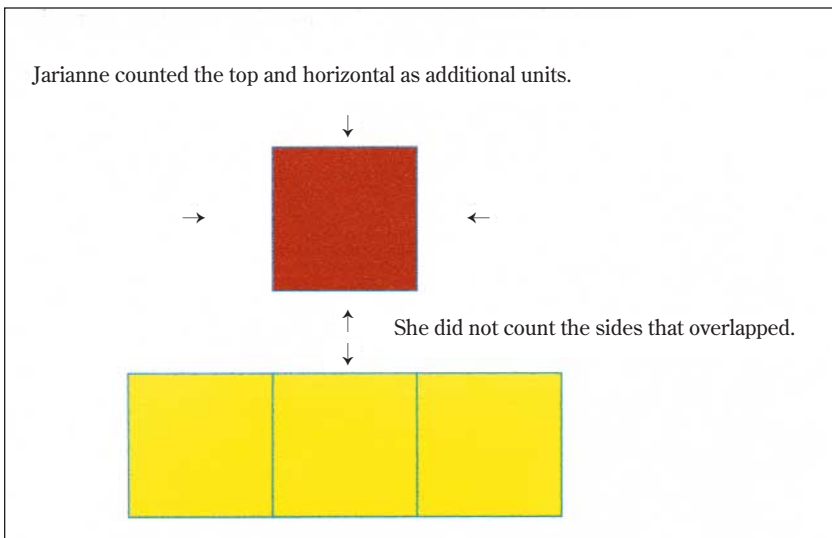 Jarianne counted the top and horizontal as additional units.
She did not count the sides that overlapped.